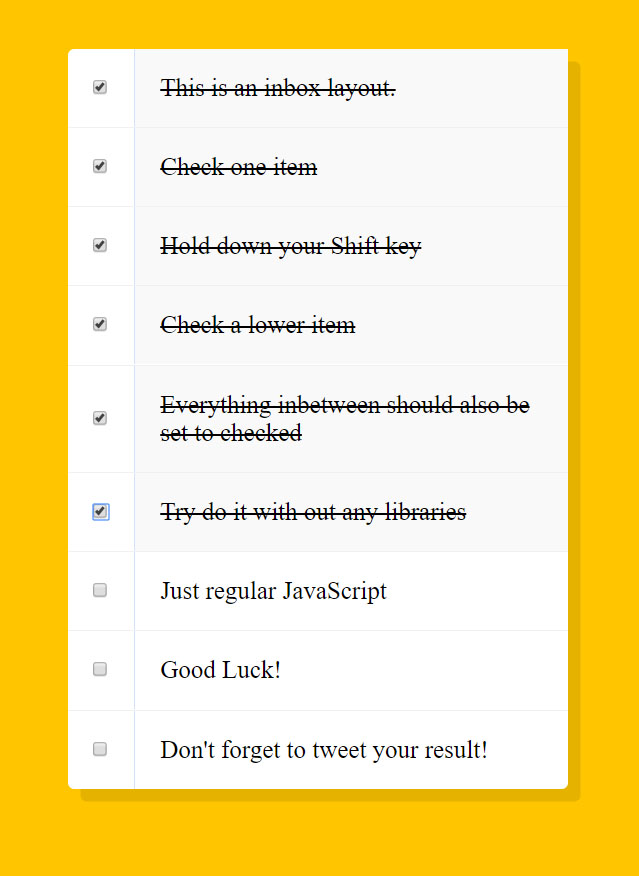 This is an inbox layout.
Check one item
Hold down your Shift key
Check a lower item
Everything inbetween should also be
set to checked
Try do it with out any libraries
Just regular JavaScript
Good Luck!
Don't forget to tweet your result!